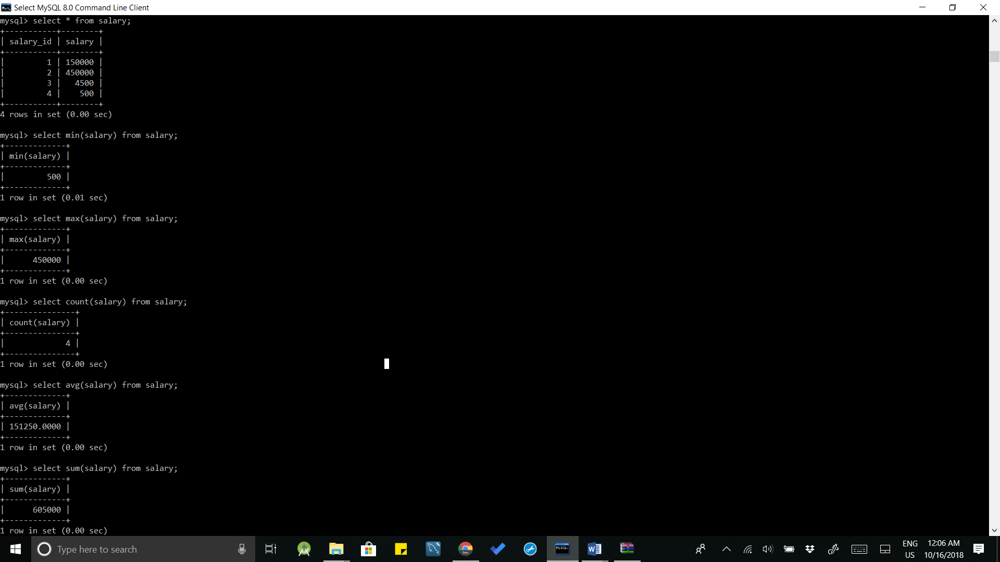 Select MySQL 8.0 Command Line Client
mysql> select * from salary;
+-----------+--------+
| salary_id | salary |
+-----------+--------+
|         1 | 150000 |
|         2 | 450000 |
|         3 |   4500 |
|         4 |    500 |
+-----------+--------+
4 rows in set (0.00 sec)

mysql> select min(salary) from salary;
+-------------+
| min(salary) |
+-------------+
|         500 |
+-------------+
1 row in set (0.01 sec)

mysql> select max(salary) from salary;
+-------------+
| max(salary) |
+-------------+
|      450000 |
+-------------+
1 row in set (0.00 sec)

mysql> select count(salary) from salary;
+---------------+
| count(salary) |
+---------------+
|             4 |
+---------------+
1 row in set (0.00 sec)

mysql> select avg(salary) from salary;
+-------------+
| avg(salary) |
+-------------+
| 151250.0000 |
+-------------+
1 row in set (0.00 sec)

mysql> select sum(salary) from salary;
+-------------+
| sum(salary) |
+-------------+
|      605000 |
+-------------+
1 row in set (0.00 sec)
Type here to search
ENG
US
12:06 AM
10/16/2018